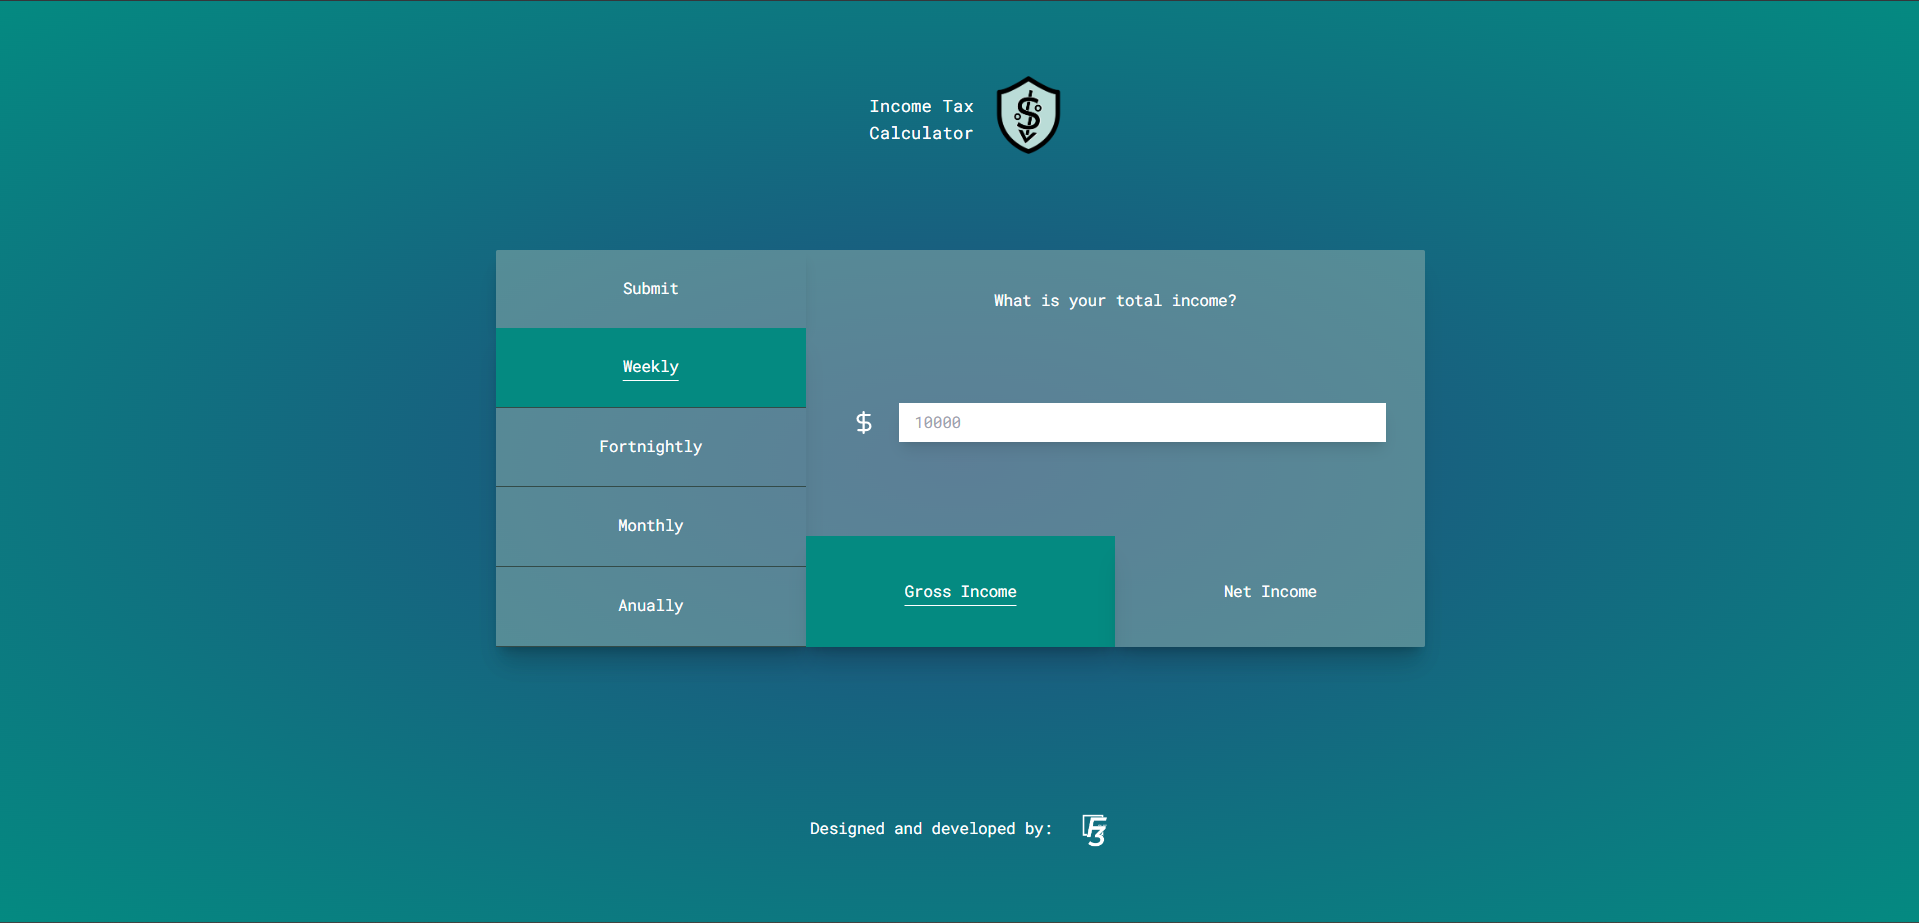 Income Tax
Calculator
Submit
Weekly
Fortnightly
Monthly
Anually
What is your total income?
$ 10000
Gross Income
Net Income
Designed and developed by:
F3